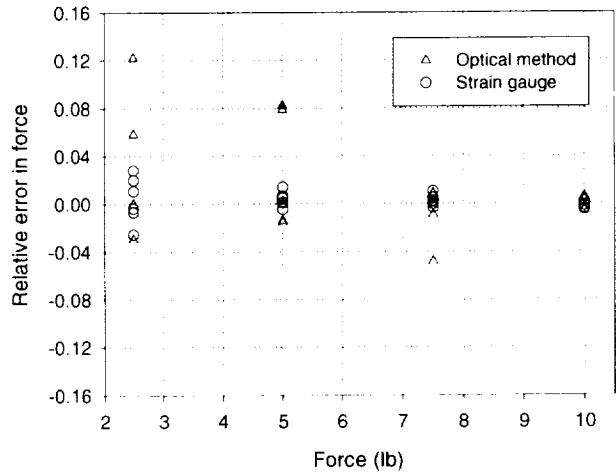 0.16
0.12
0.08
0.04
0.00
-0.04
-0.08
-0.12
-0.16
Relative error in force
Optical method
Strain gauge
2 3 4 5 6 7 8 9 10
Force (lb)